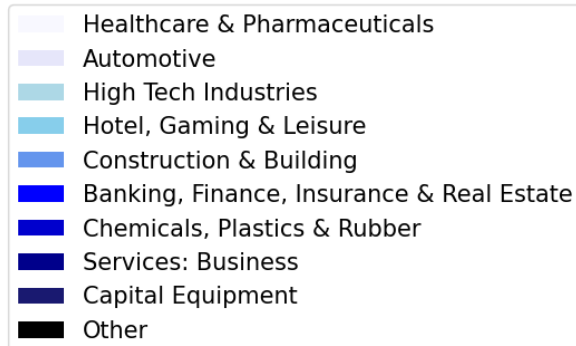 Healthcare & Pharmaceuticals
Automotive
High Tech Industries
Hotel, Gaming & Leisure
Construction & Building
Banking, Finance, Insurance & Real Estate
Chemicals, Plastics & Rubber
Services: Business
Capital Equipment
Other